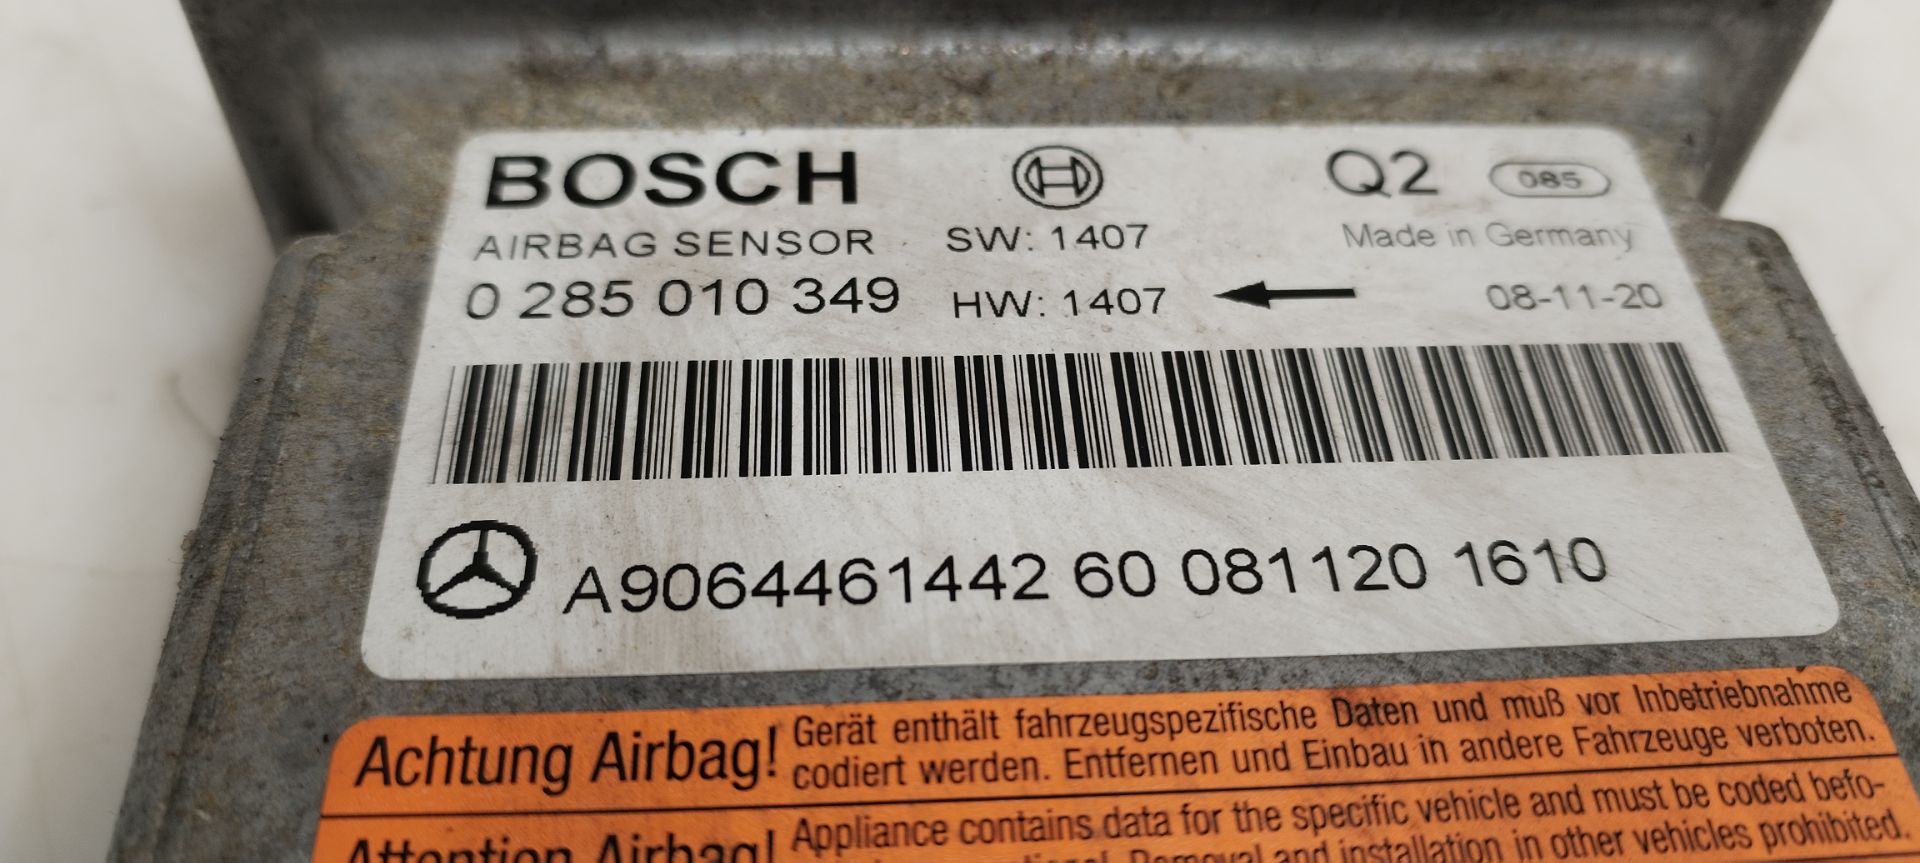 BOSCH Q2 085
AIRBAG SENSOR SW: 1407 Made in Germany
0 285 010 349 HW: 1407 08-11-20
A9064461442 60 081120 1610
Achtung Airbag! Gerät enthält fahrzeugspezifische Daten und muß vor Inbetriebnahme
codiert werden. Entfernen und Einbau in andere Fahrzeuge verboten.
Attention Airbag! Appliance contains data for the specific vehicle and must be coded befo-
Removal and installation in other vehicles prohibited.